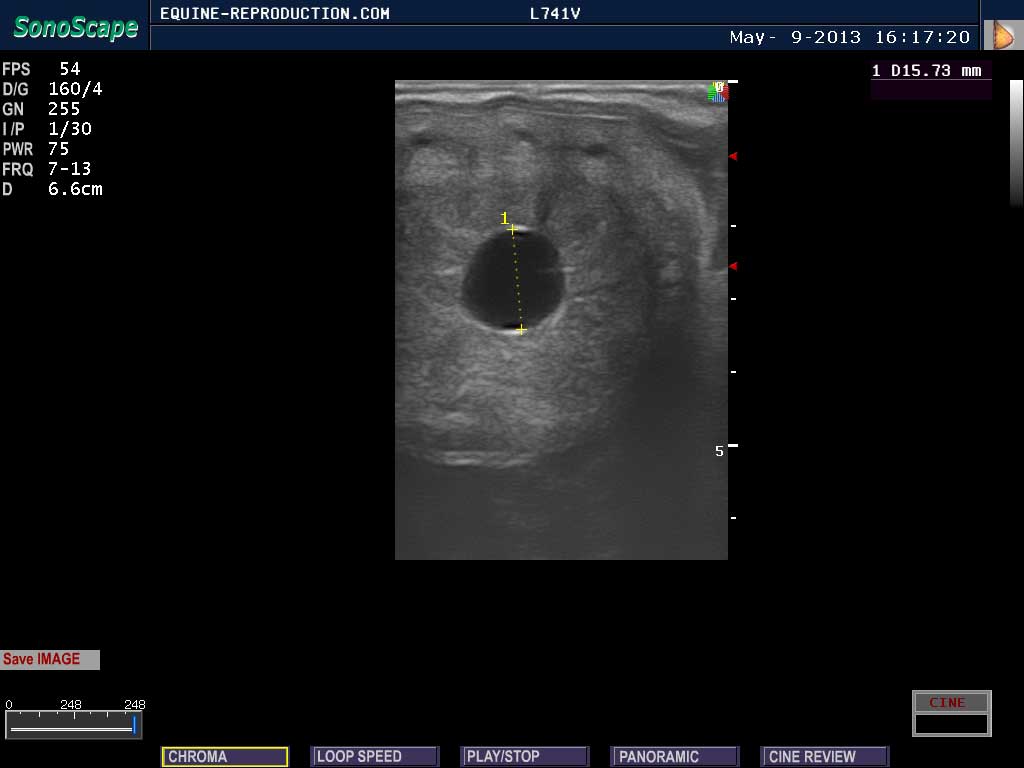 SonoScape
EQUINE-REPRODUCTION.COM L741V
May- 9-2013 16:17:20
FPS 54
D/G 160/4
GN 255
I/P 1/30
PWR 75
FRQ 7-13
D 6.6cm
1 D15.73 mm
1
5
Save IMAGE
0 248 248
CINE
CHROMA LOOP SPEED PLAY/STOP PANORAMIC CINE REVIEW